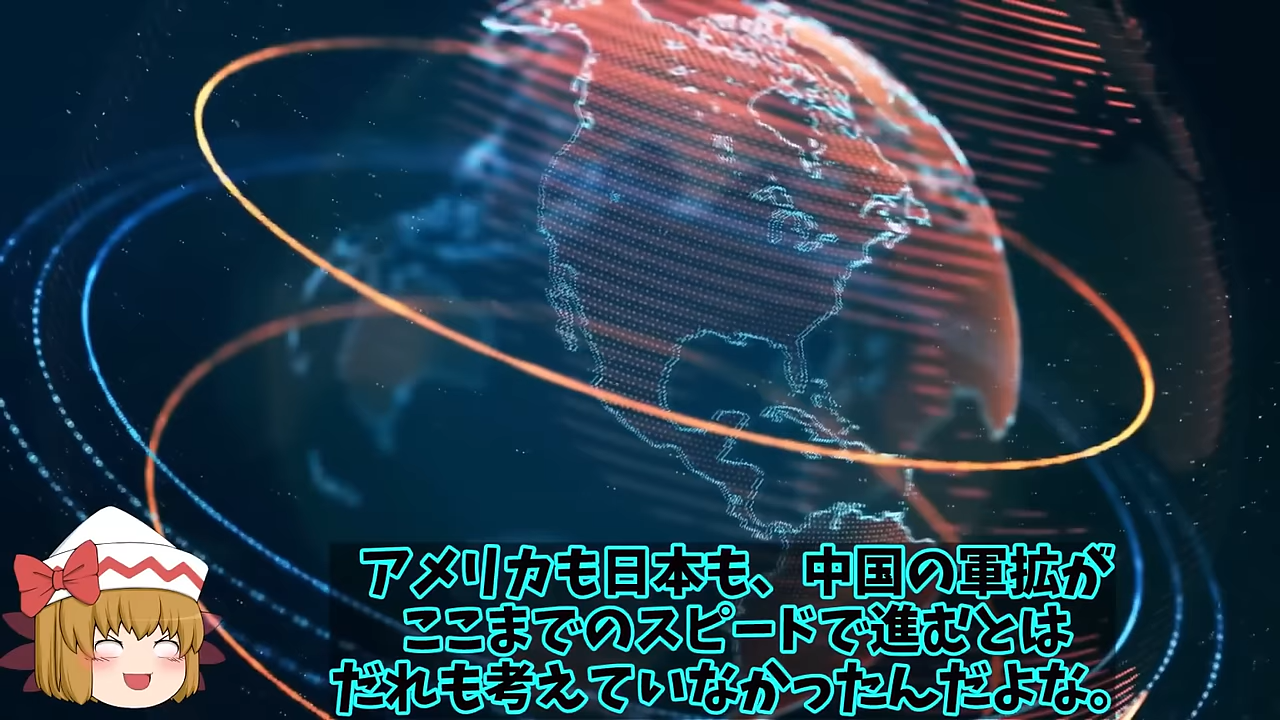 アメリカも日本も、中国の軍拡が
ここまでのスピードで進むとは
だれも考えていなかったんだよな。